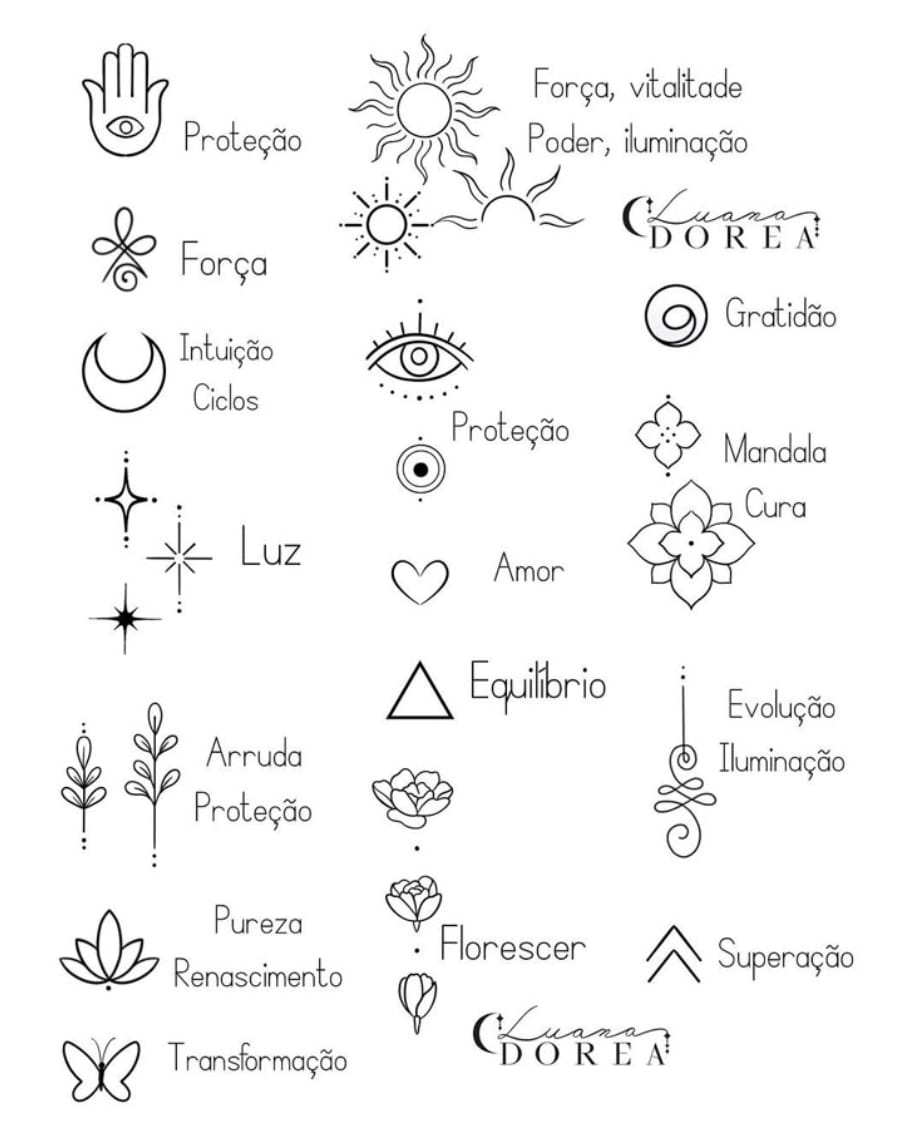 Proteção
Força, vitalitade
Poder, iluminação
Luana
DOREA
Força
Gratidão
Intuição
Ciclos
Proteção
Mandala
Cura
Luz
Amor
Equilíbrio
Evolução
Iluminação
Arruda
Proteção
Pureza
Renascimento
Florescer
Superação
Luana
DOREA
Transformação